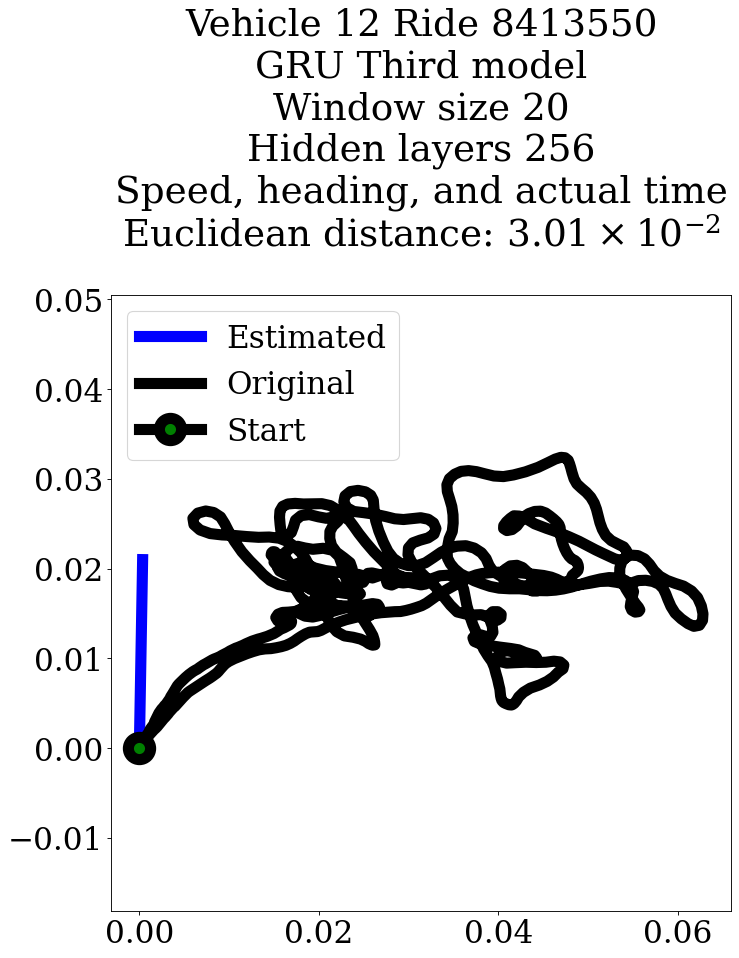 Vehicle 12 Ride 8413550
GRU Third model
Window size 20
Hidden layers 256
Speed, heading, and actual time
Euclidean distance: 3.01 × 10⁻²
0.05
0.04
0.03
0.02
0.01
0.00
−0.01
Estimated
Original
Start
0.00 0.02 0.04 0.06